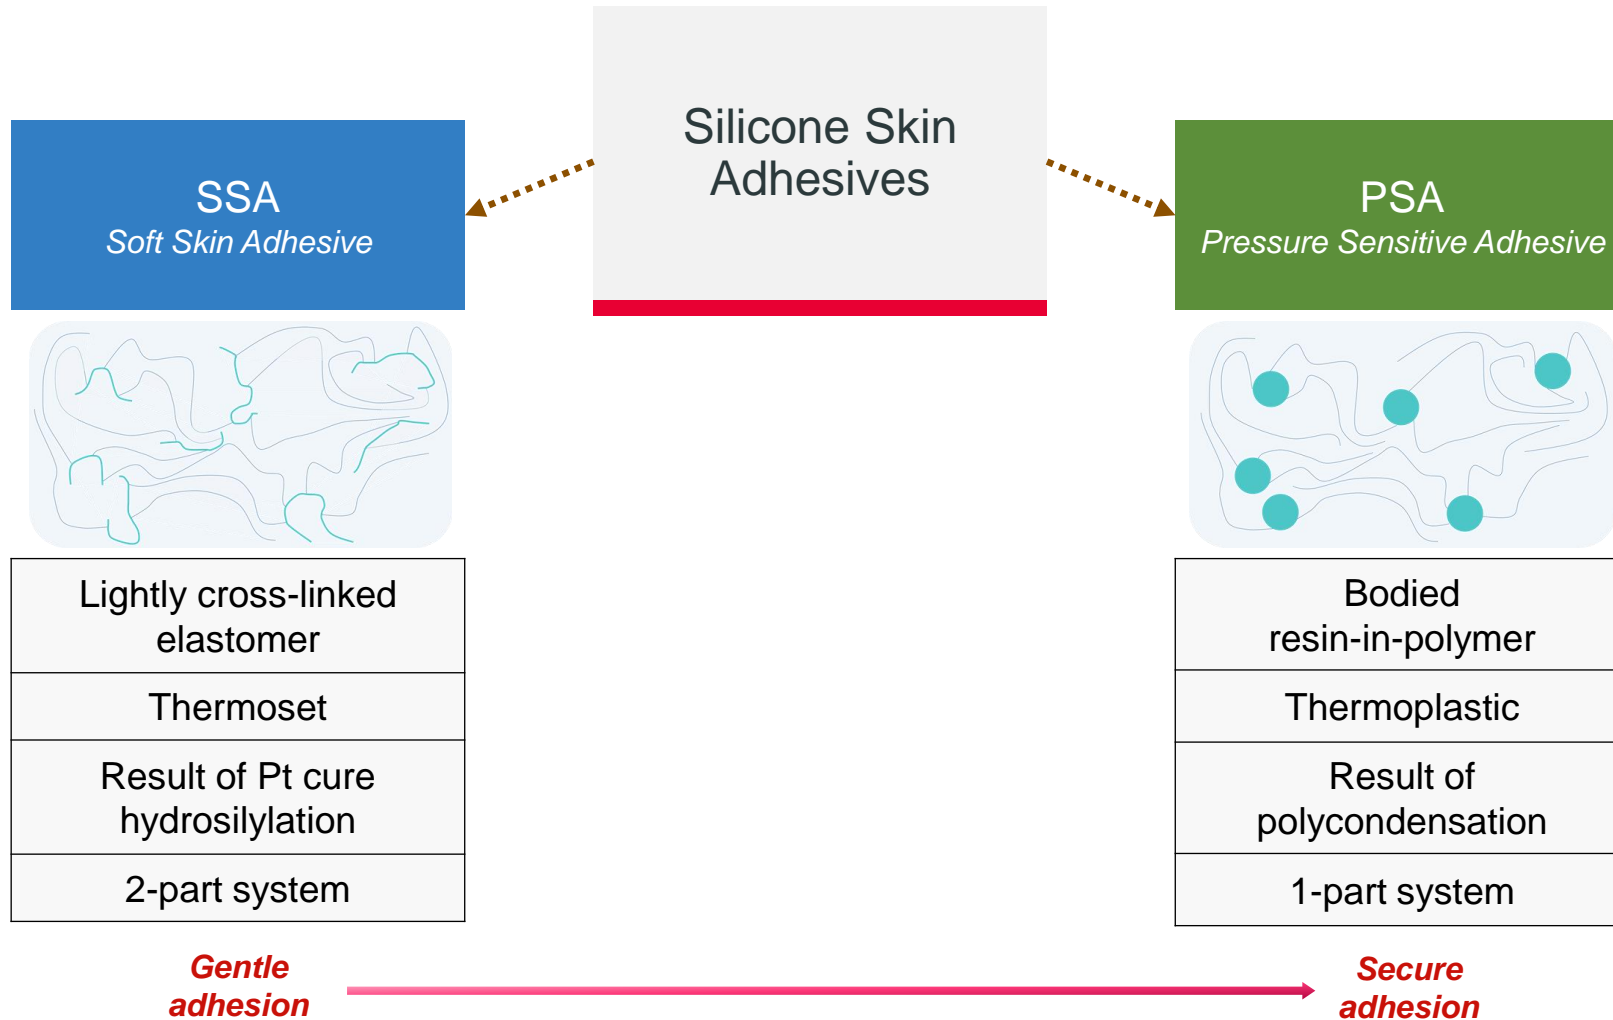 Silicone Skin
Adhesives
SSA
Soft Skin Adhesive
PSA
Pressure Sensitive Adhesive
Lightly cross-linked
elastomer
Thermoset
Result of Pt cure
hydrosilylation
2-part system
Bodied
resin-in-polymer
Thermoplastic
Result of
polycondensation
1-part system
Gentle
adhesion
Secure
adhesion